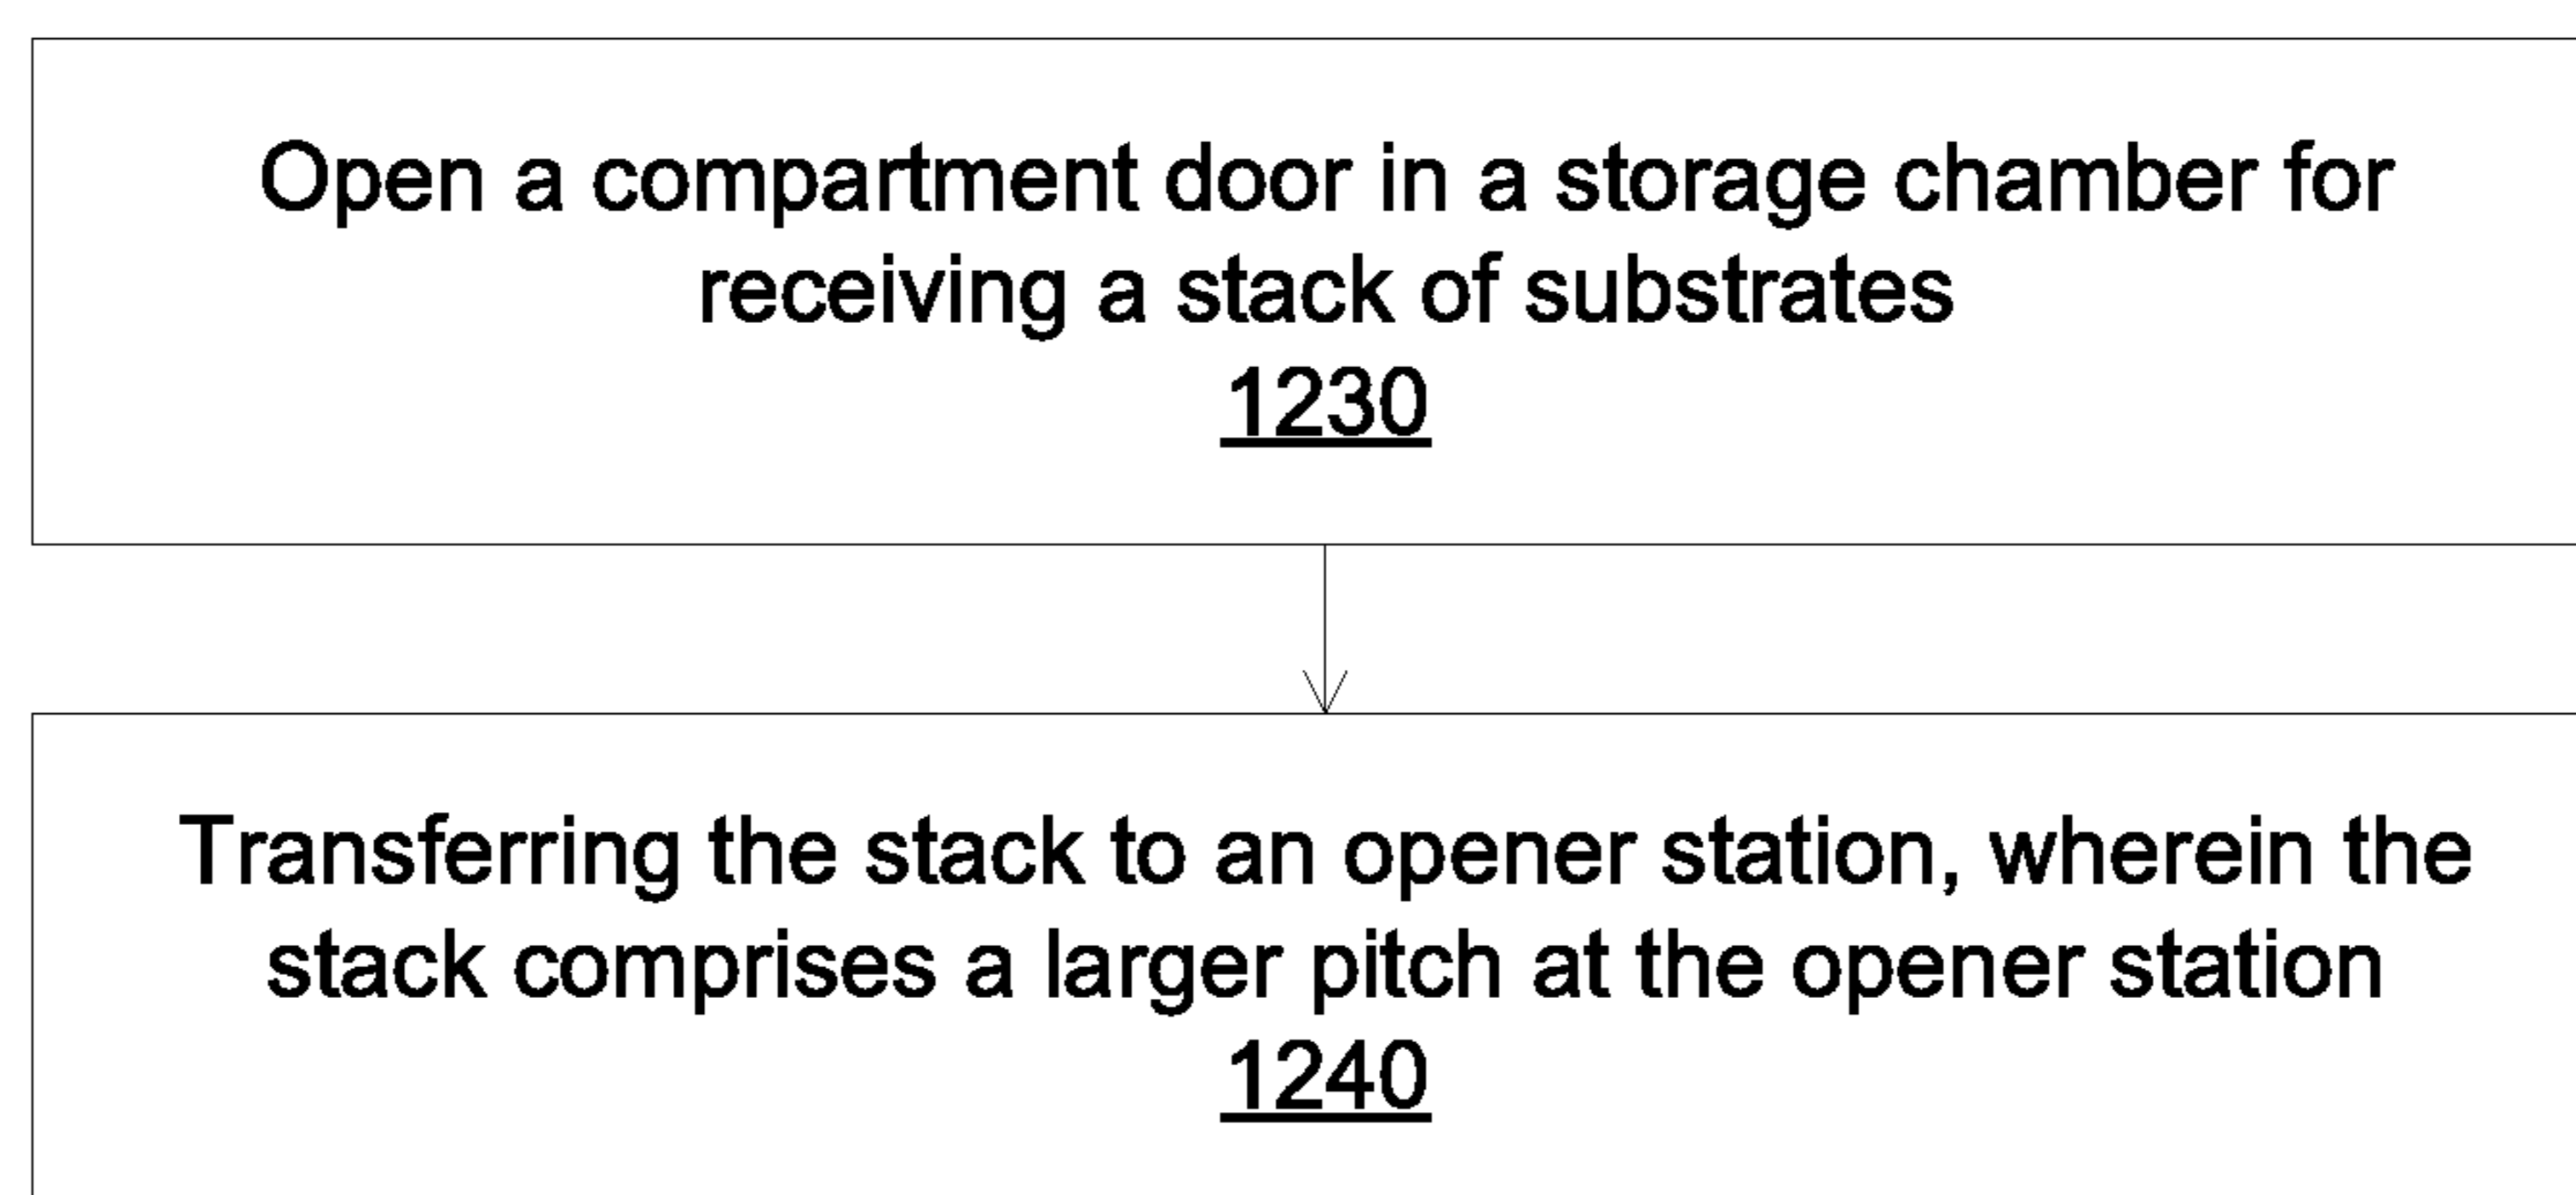 Open a compartment door in a storage chamber for
receiving a stack of substrates
1230
Transferring the stack to an opener station, wherein the
stack comprises a larger pitch at the opener station
1240